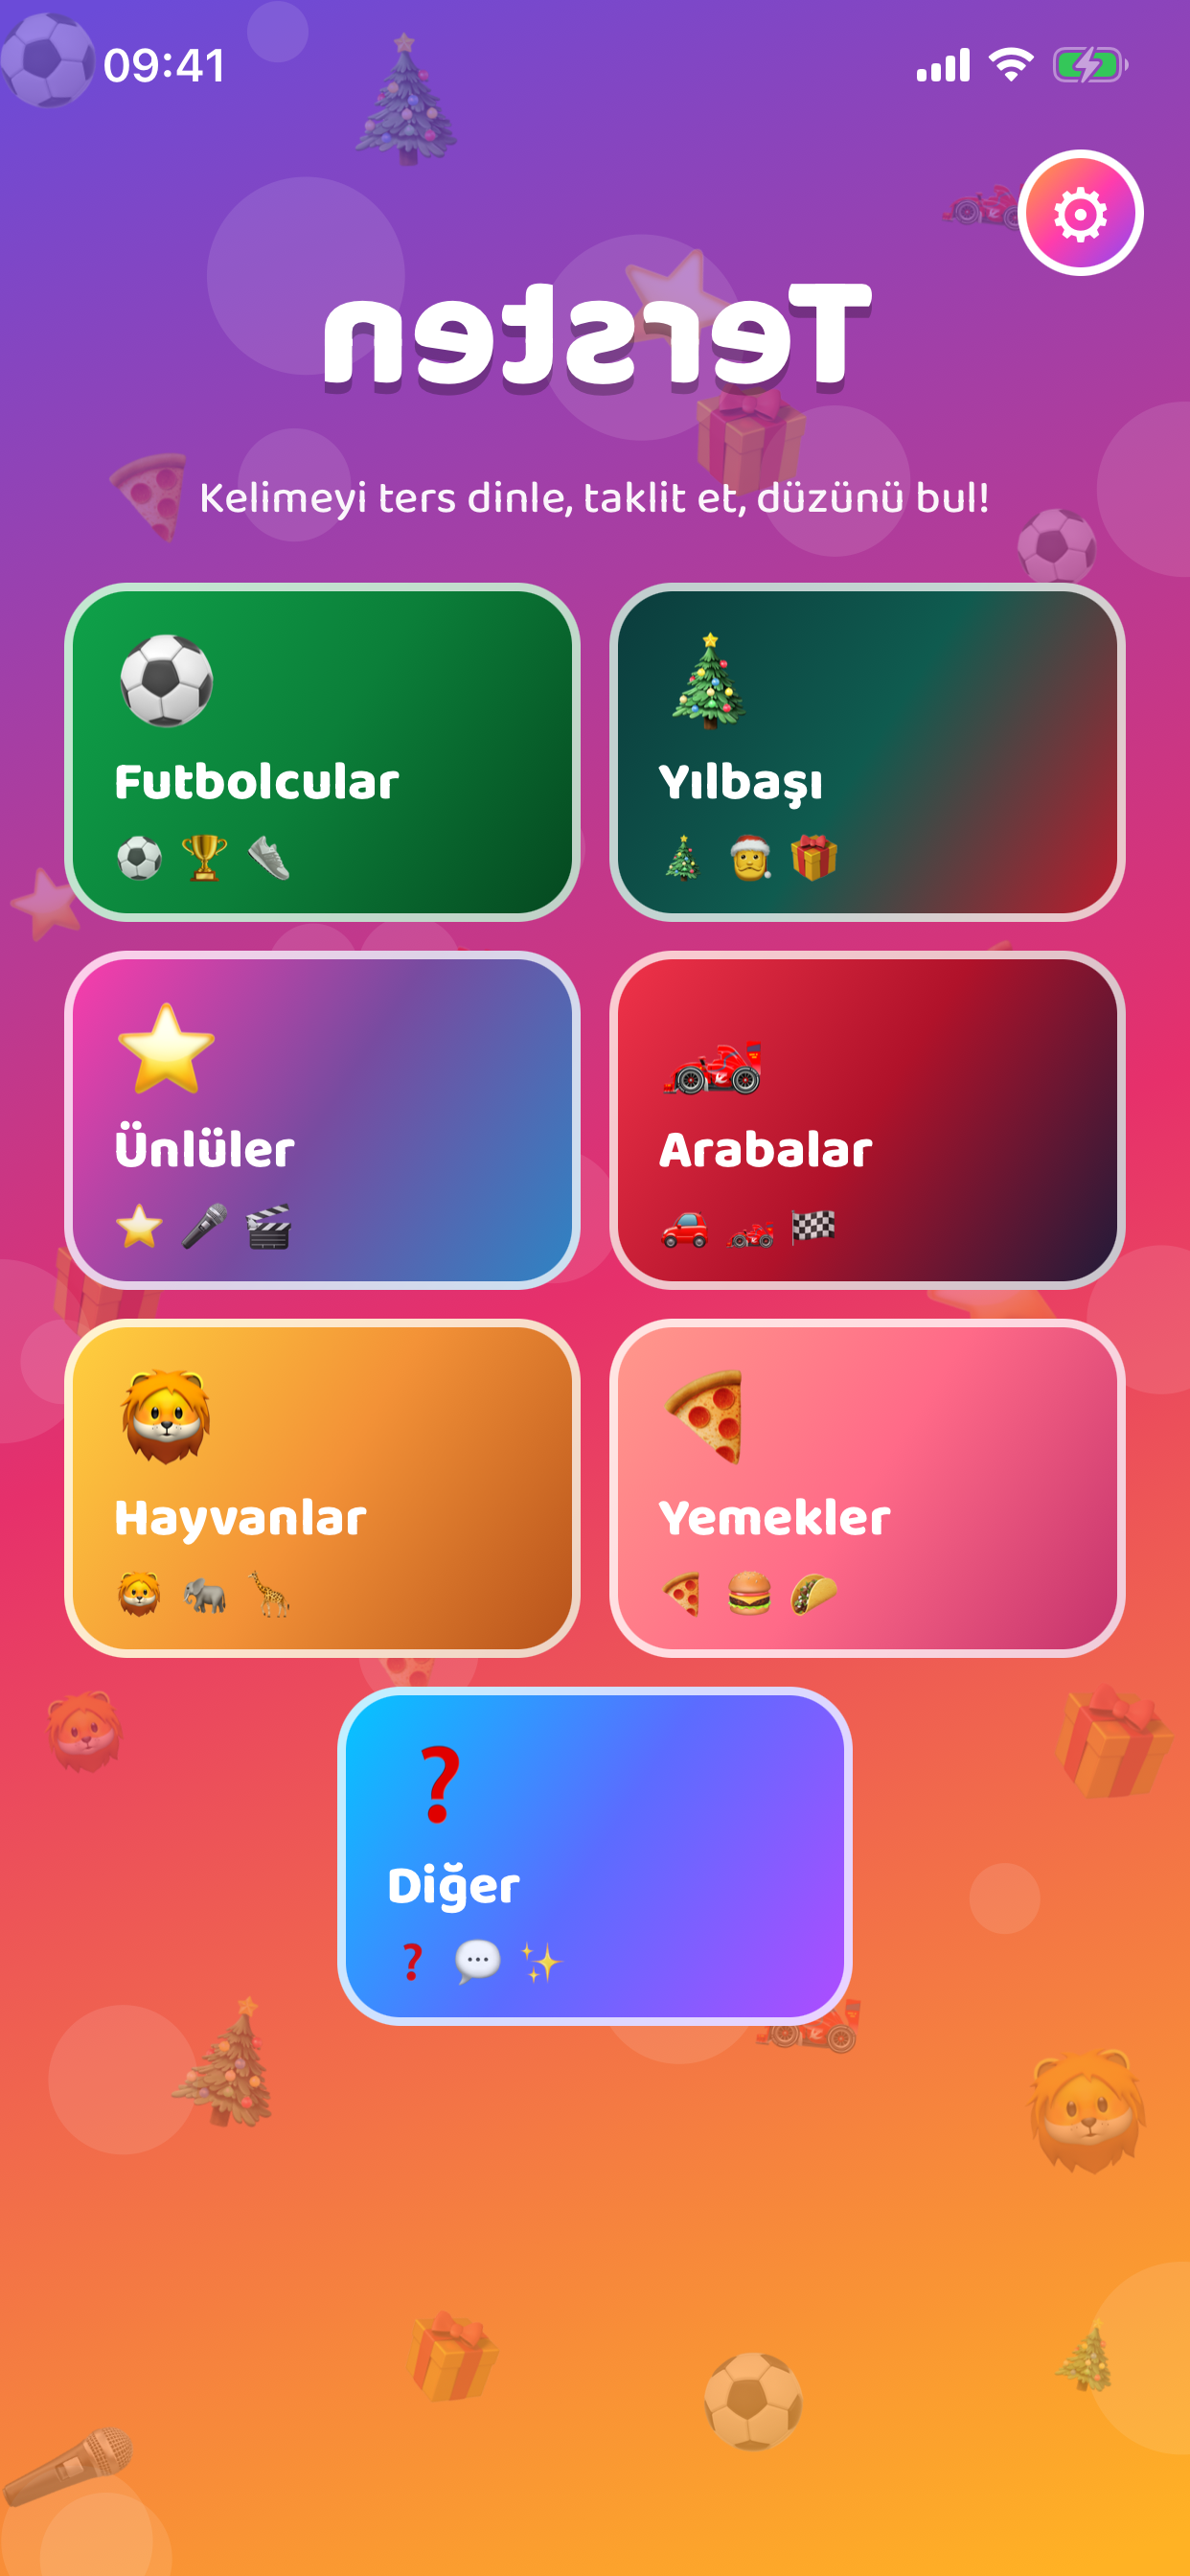 09:41
Tersten
Kelimeyi ters dinle, taklit et, düzünü bul!
Futbolcular
Yılbaşı
Ünlüler
Arabalar
Hayvanlar
Yemekler
Diğer